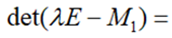 det(λE − M₁) =